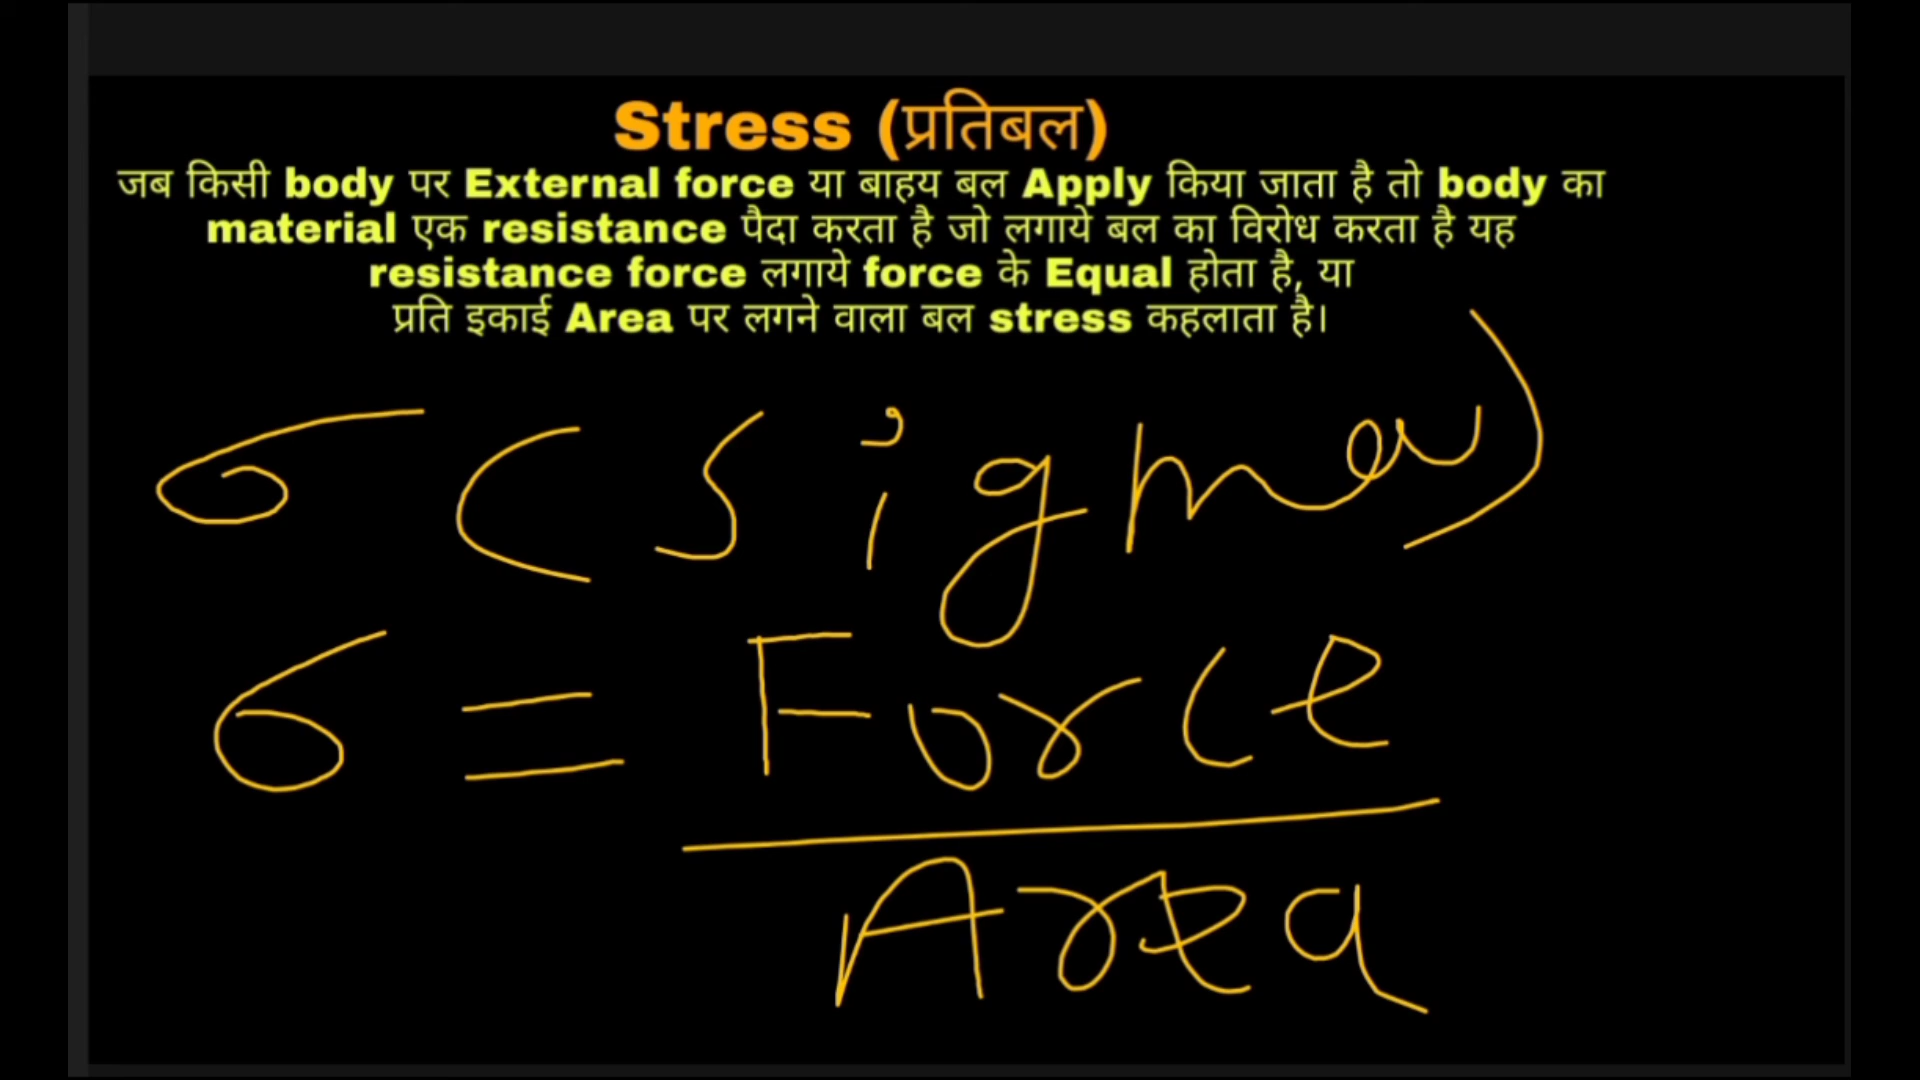 Stress (प्रतिबल)
जब किसी body पर External force या बाहय बल Apply किया जाता है तो body का
material एक resistance पैदा करता है जो लगाये बल का विरोध करता है यह
resistance force लगाये force के Equal होता है, या
प्रति इकाई Area पर लगने वाला बल stress कहलाता है।
σ (Sigma)
σ = Force
Area